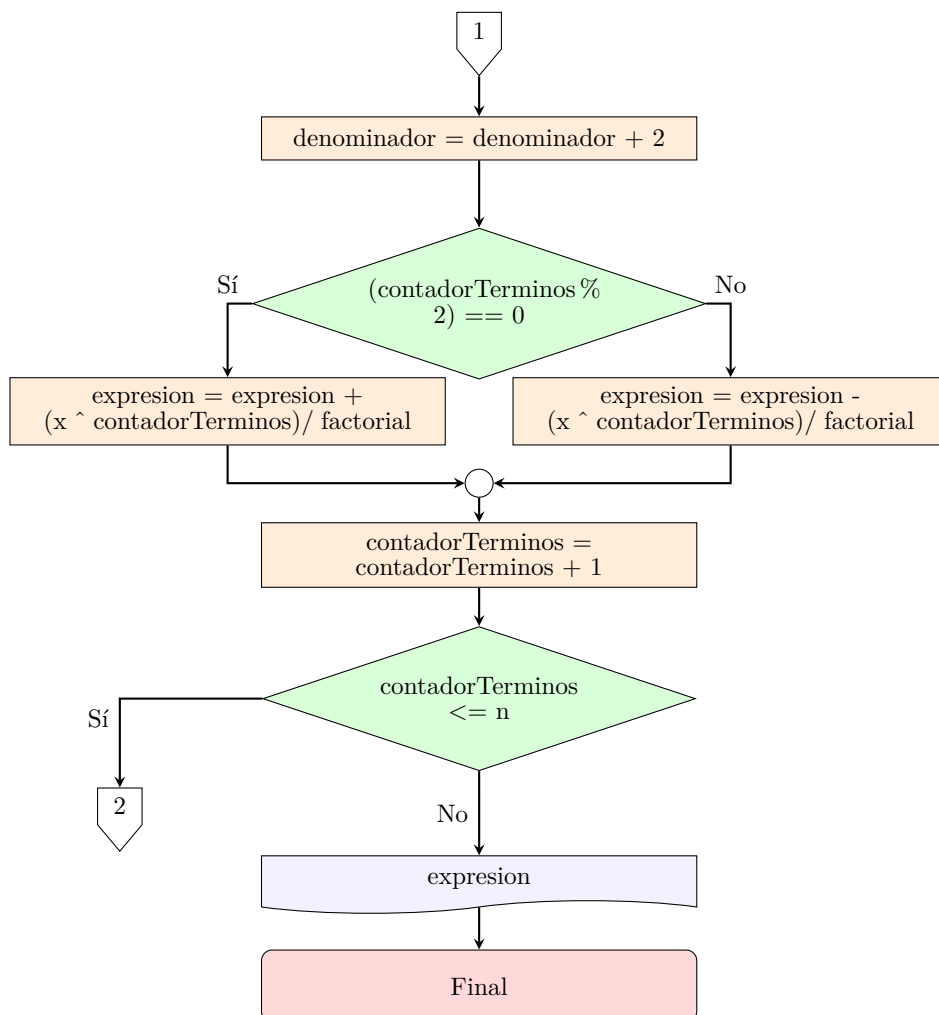 1
denominador = denominador + 2
Sí
(contadorTerminos %
2) == 0
No
expresion = expresion +
(x ^ contadorTerminos)/ factorial
expresion = expresion -
(x ^ contadorTerminos)/ factorial
contadorTerminos =
contadorTerminos + 1
contadorTerminos
<= n
Sí
2
No
expresion
Final